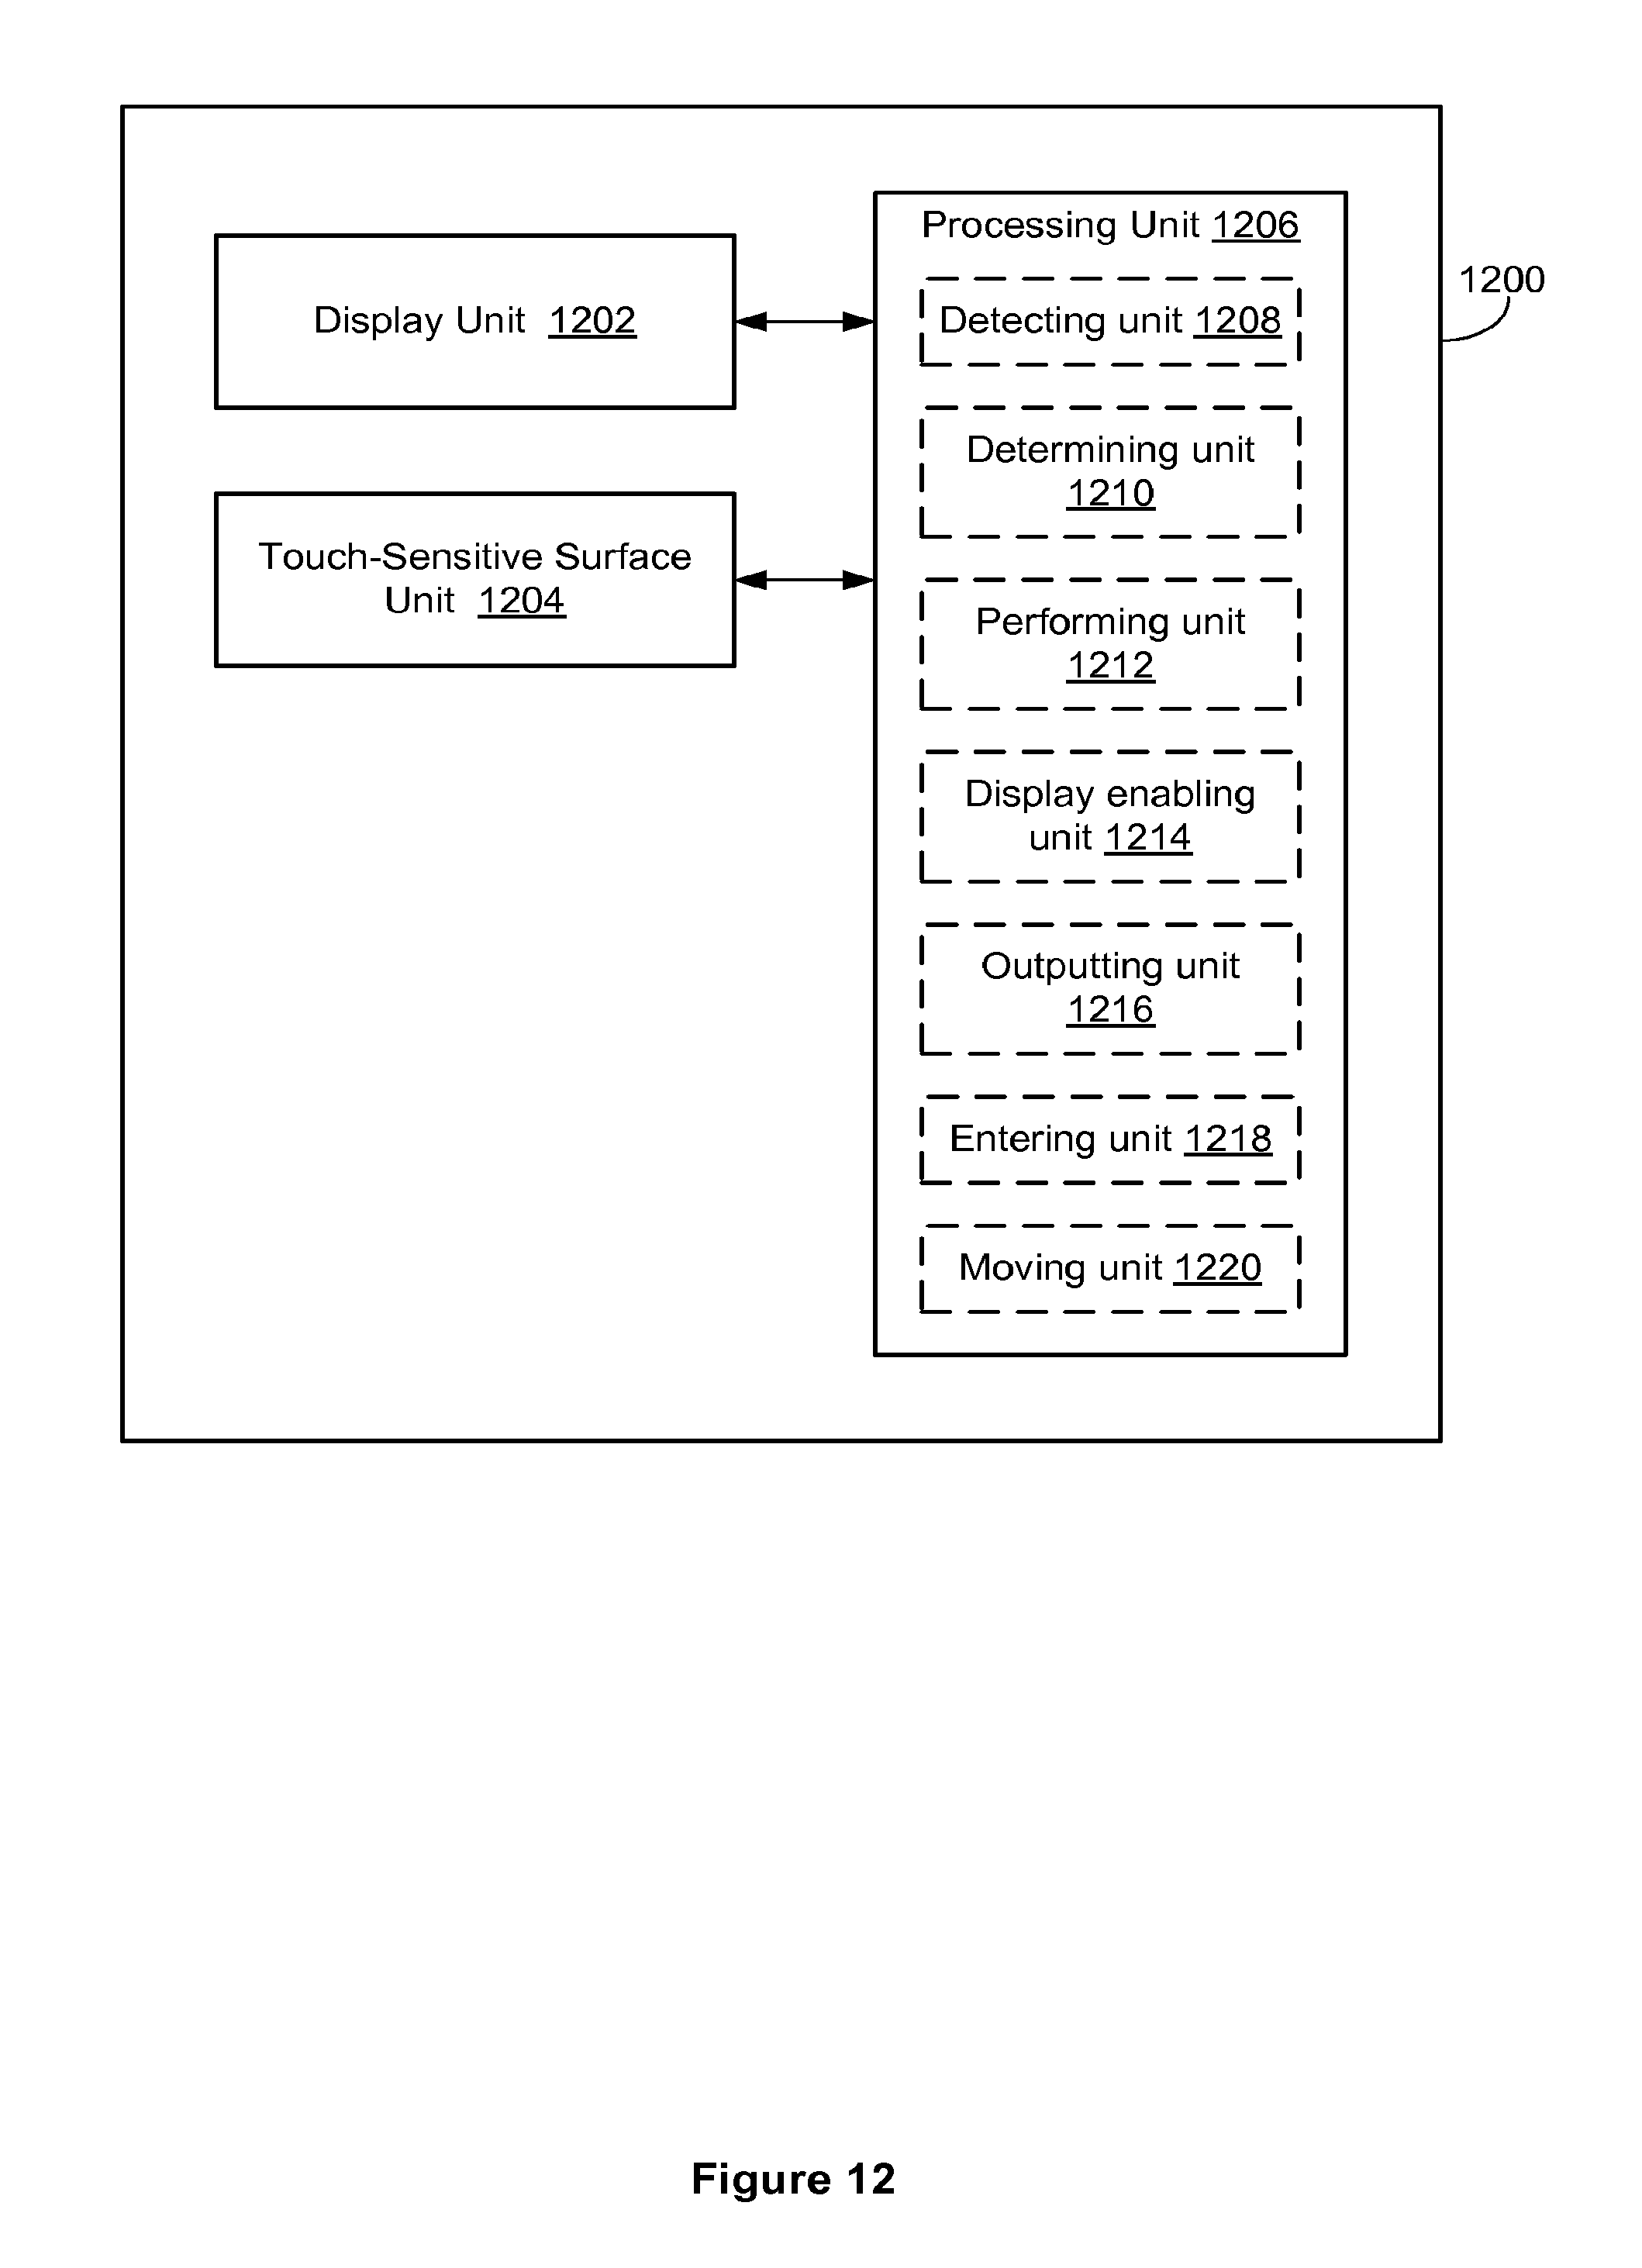 Processing Unit 1206
1200
Display Unit 1202
Detecting unit 1208
Determining unit
1210
Touch-Sensitive Surface
Unit 1204
Performing unit
1212
Display enabling
unit 1214
Outputting unit
1216
Entering unit 1218
Moving unit 1220
Figure 12